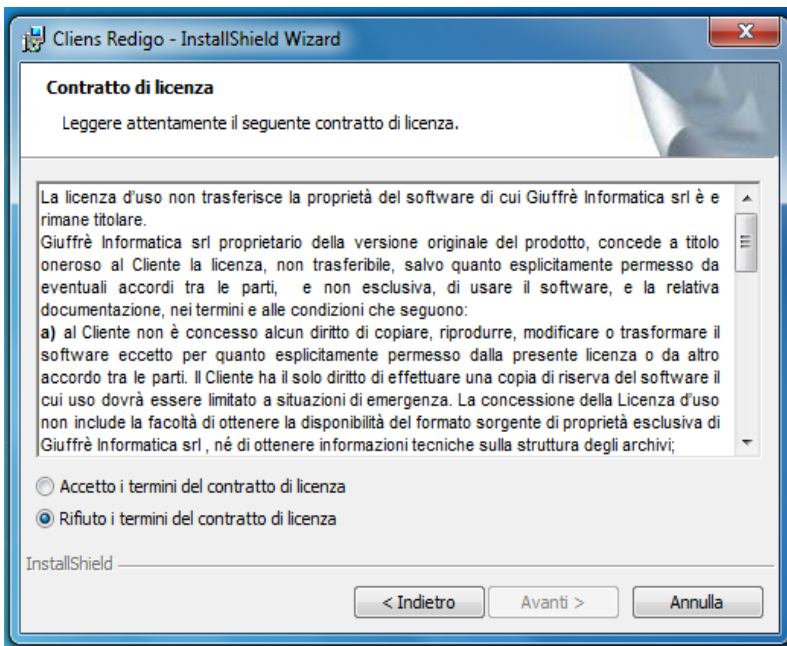 Cliens Redigo - InstallShield Wizard
Contratto di licenza
Leggere attentamente il seguente contratto di licenza.
La licenza d'uso non trasferisce la proprietà del software di cui Giuffrè Informatica srl è e
rimane titolare.
Giuffrè Informatica srl proprietario della versione originale del prodotto, concede a titolo
oneroso al Cliente la licenza, non trasferibile, salvo quanto esplicitamente permesso da
eventuali accordi tra le parti, e non esclusiva, di usare il software, e la relativa
documentazione, nei termini e alle condizioni che seguono:
a) al Cliente non è concesso alcun diritto di copiare, riprodurre, modificare o trasformare il
software eccetto per quanto esplicitamente permesso dalla presente licenza o da altro
accordo tra le parti. Il Cliente ha il solo diritto di effettuare una copia di riserva del software il
cui uso dovrà essere limitato a situazioni di emergenza. La concessione della Licenza d'uso
non include la facoltà di ottenere la disponibilità del formato sorgente di proprietà esclusiva di
Giuffrè Informatica srl , né di ottenere informazioni tecniche sulla struttura degli archivi;
Accetto i termini del contratto di licenza
Rifiuto i termini del contratto di licenza
InstallShield
< Indietro
Avanti >
Annulla